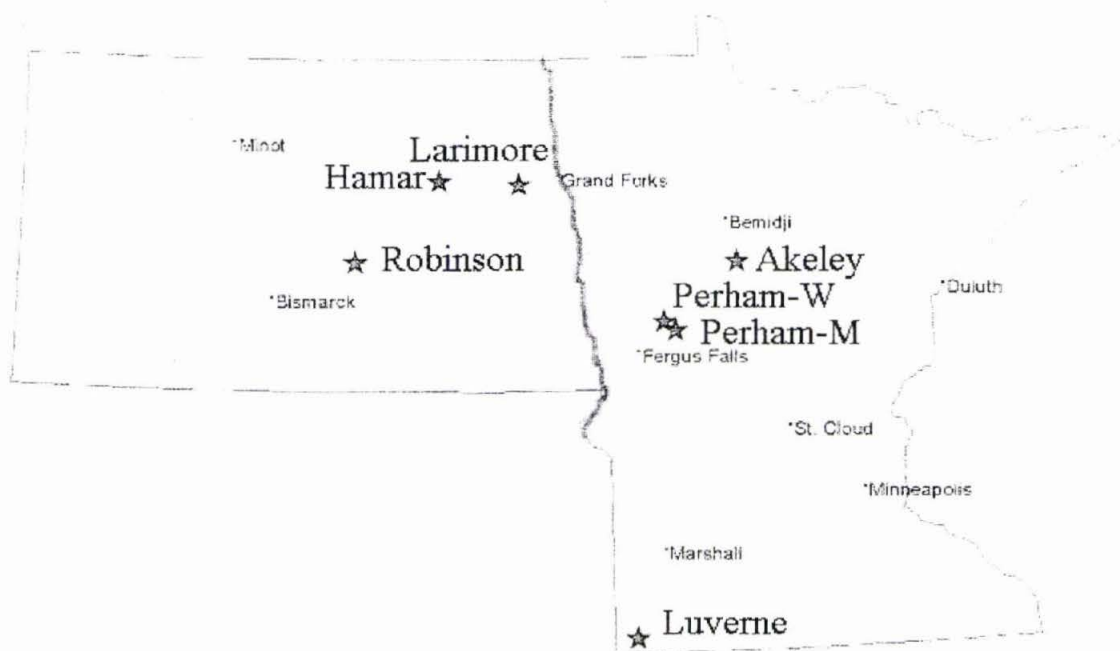 Minot
Larimore
Hamar
Grand Forks
Bemidji
Robinson
Akeley
Duluth
Bismarck
Perham-W
Perham-M
Fergus Falls
St. Cloud
Minneapolis
Marshall
Luverne